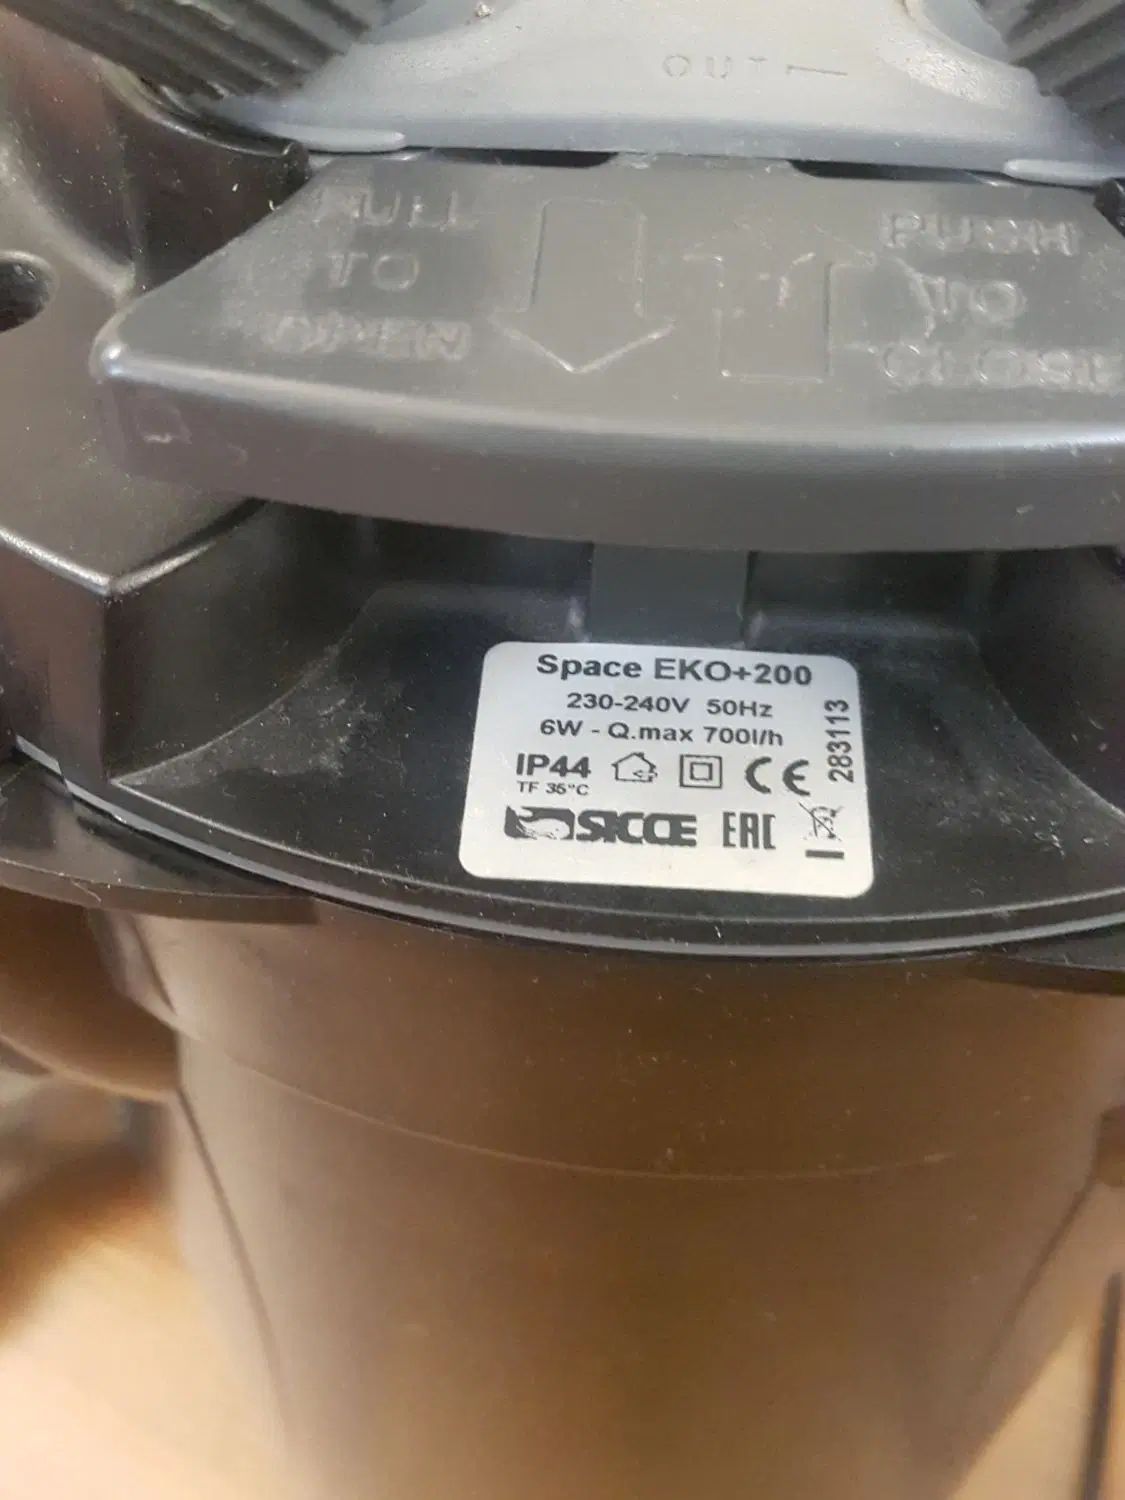 OUT
PULL
TO
OPEN
PUSH
TO
CLOSE
Space EKO+200
230-240V 50Hz
6W - Q.max 700l/h
IP44
TF 35°C
CE
283113
SICCE
EAC